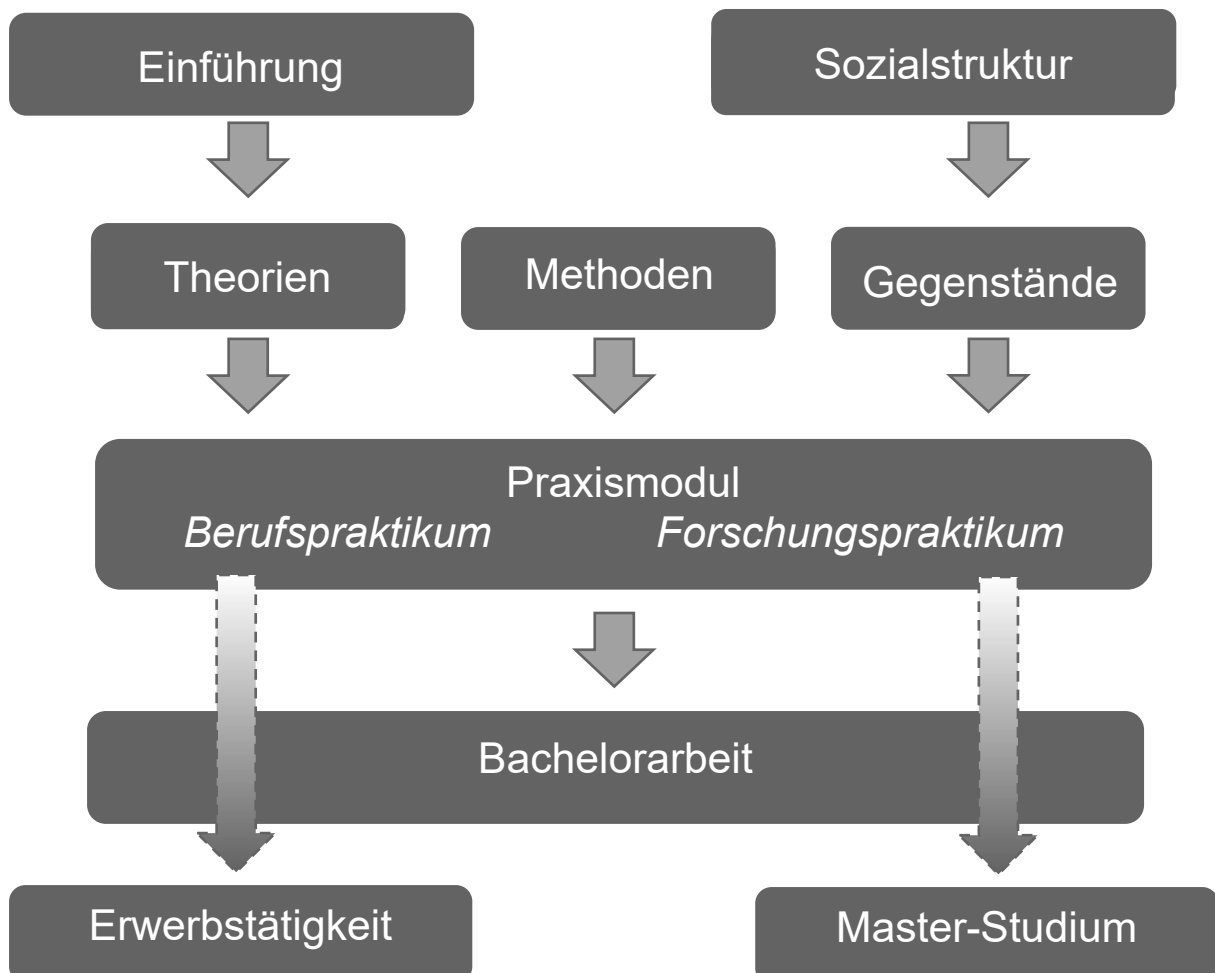 Einführung
Sozialstruktur
Theorien
Methoden
Gegenstände
Praxismodul
Berufspraktikum
Forschungspraktikum
Bachelorarbeit
Erwerbstätigkeit
Master-Studium